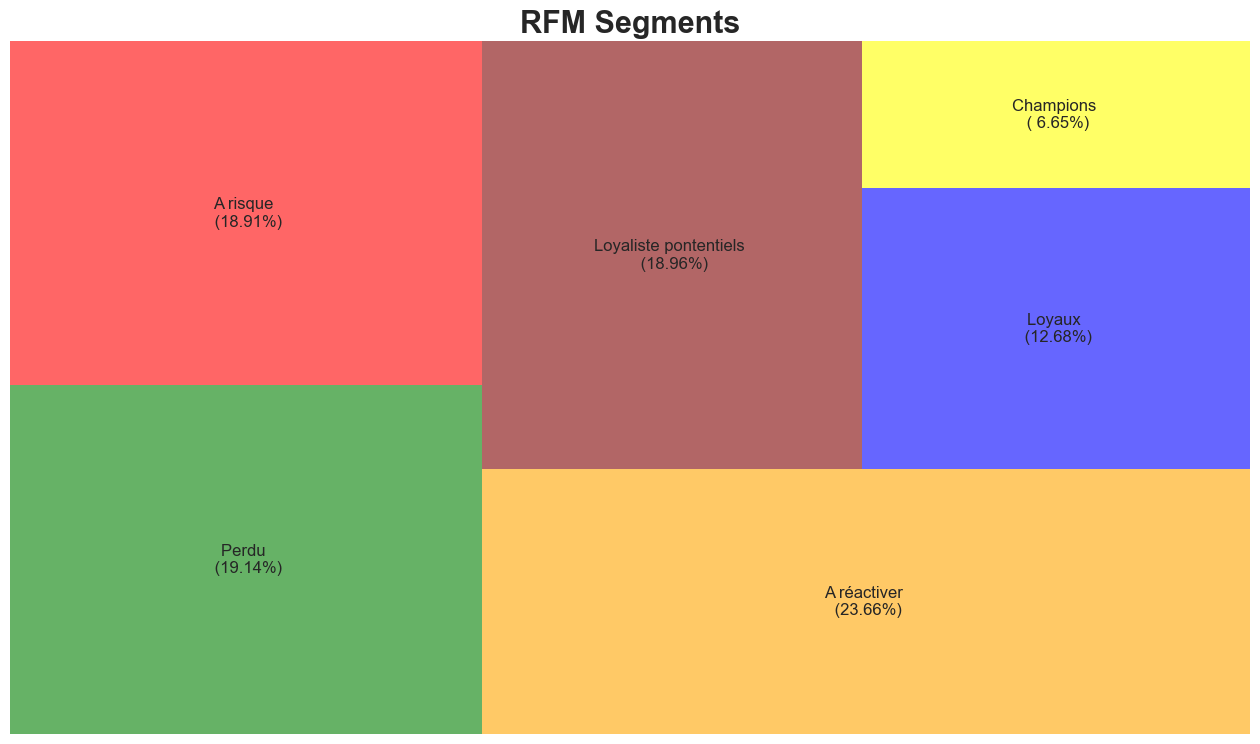 RFM Segments
A risque
(18.91%)
Perdu
(19.14%)
Loyaliste pontentiels
(18.96%)
Champions
( 6.65%)
Loyaux
(12.68%)
A réactiver
(23.66%)